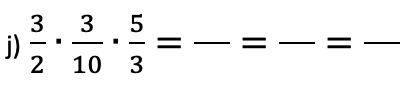 j) 3/2 · 3/10 · 5/3 = — = — = —